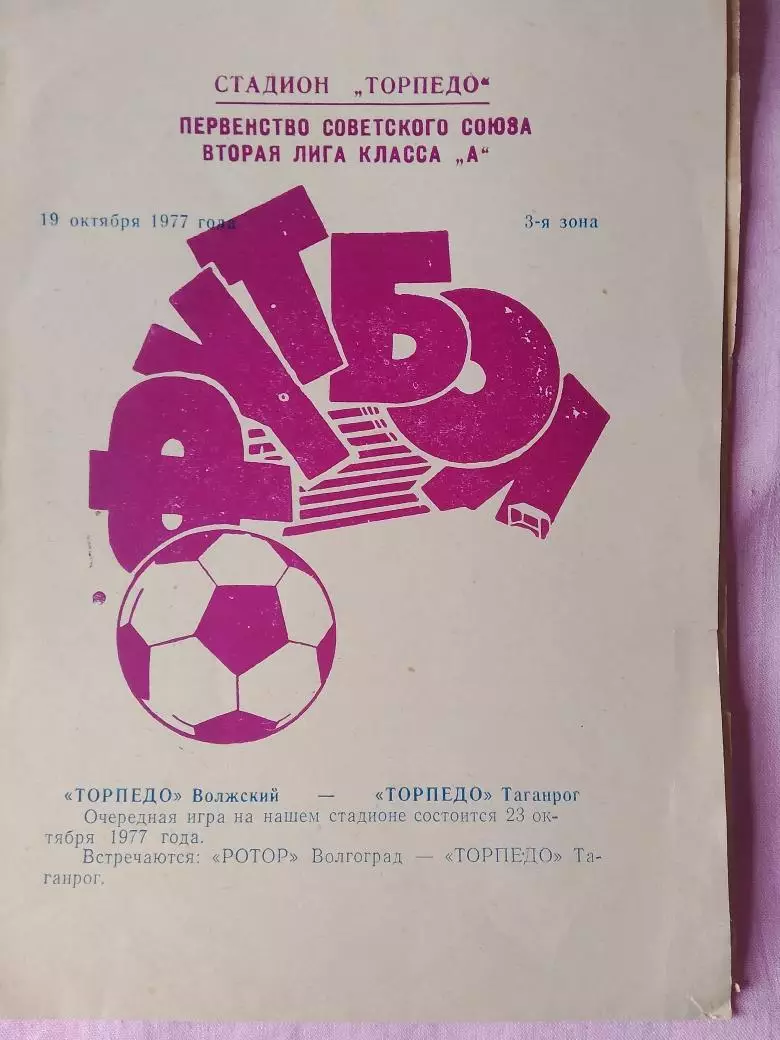 СТАДИОН „ТОРПЕДО“
ПЕРВЕНСТВО СОВЕТСКОГО СОЮЗА
ВТОРАЯ ЛИГА КЛАССА „А“
19 октября 1977 года 3-я зона
ФУТБОЛ
«ТОРПЕДО» Волжский — «ТОРПЕДО» Таганрог
Очередная игра на нашем стадионе состоится 23 ок-
тября 1977 года.
Встречаются: «РОТОР» Волгоград — «ТОРПЕДО» Та-
ганрог.